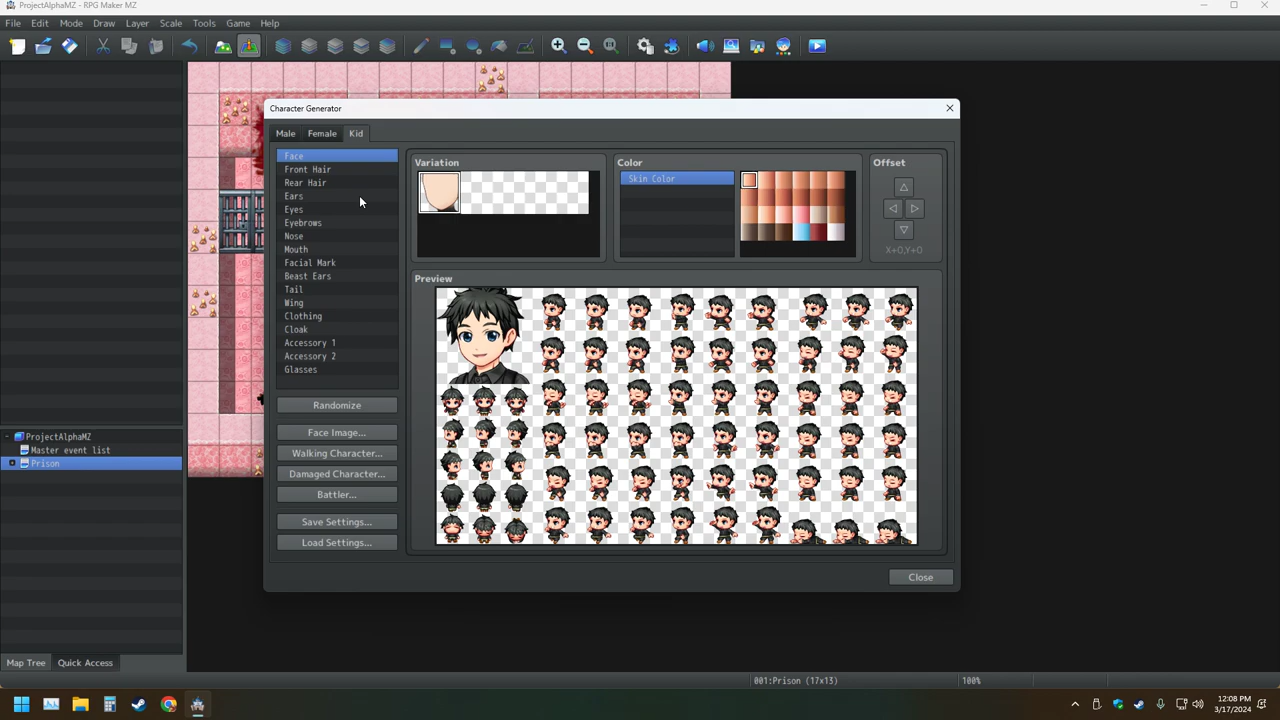 ProjectAlphaMZ - RPG Maker MZ
File Edit Mode Draw Layer Scale Tools Game Help
Character Generator
Male Female Kid
Face
Front Hair
Rear Hair
Ears
Eyes
Eyebrows
Nose
Mouth
Facial Mark
Beast Ears
Tail
Wing
Clothing
Cloak
Accessory 1
Accessory 2
Glasses
Randomize
Face Image...
Walking Character...
Damaged Character...
Battler...
Save Settings...
Load Settings...
Variation
Color
Skin Color
Offset
X+0,Y+0
Preview
Close
ProjectAlphaMZ
Master event list
Prison
Map Tree Quick Access
001:Prison (17x13) 100%
12:08 PM
3/17/2024